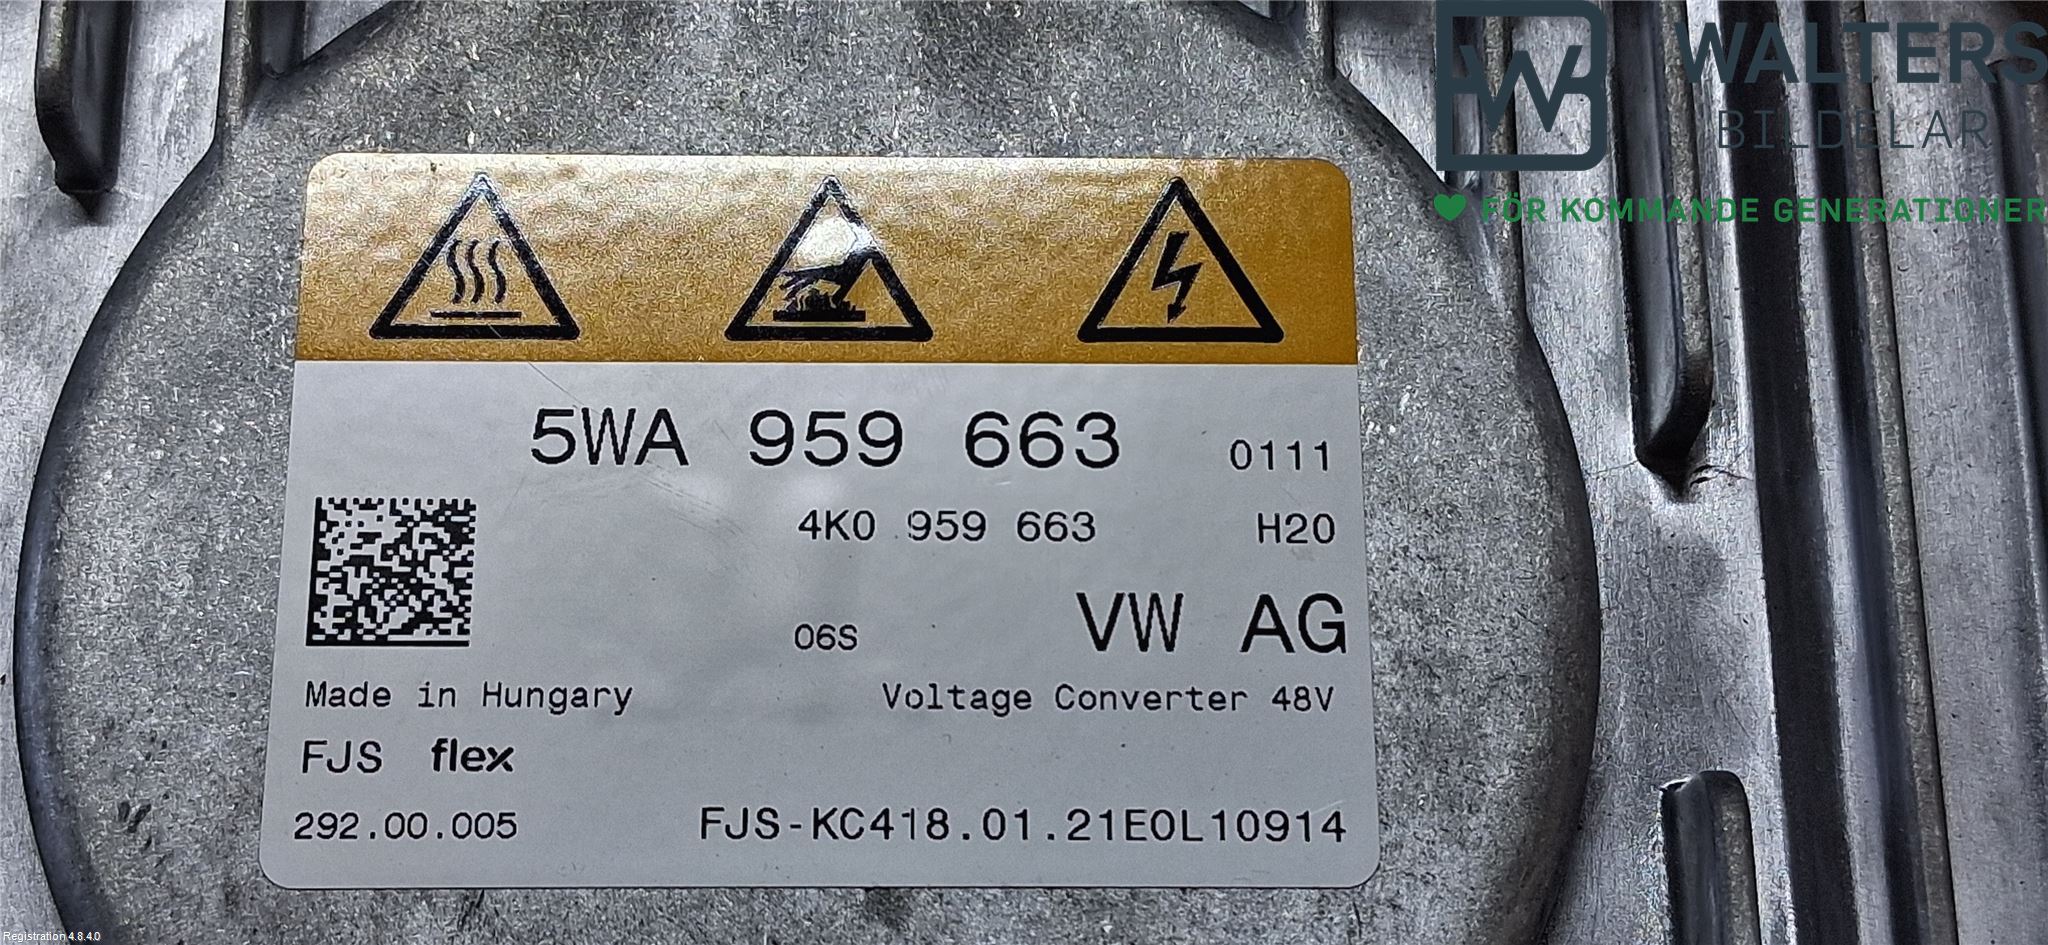 WALTERS
BILDELAR
FÖR KOMMANDE GENERATIONER
5WA 959 663 0111
4K0 959 663 H20
06S VW AG
Made in Hungary Voltage Converter 48V
FJS flex
292.00.005 FJS-KC418.01.21E0L10914
Registration 4.8.4.0